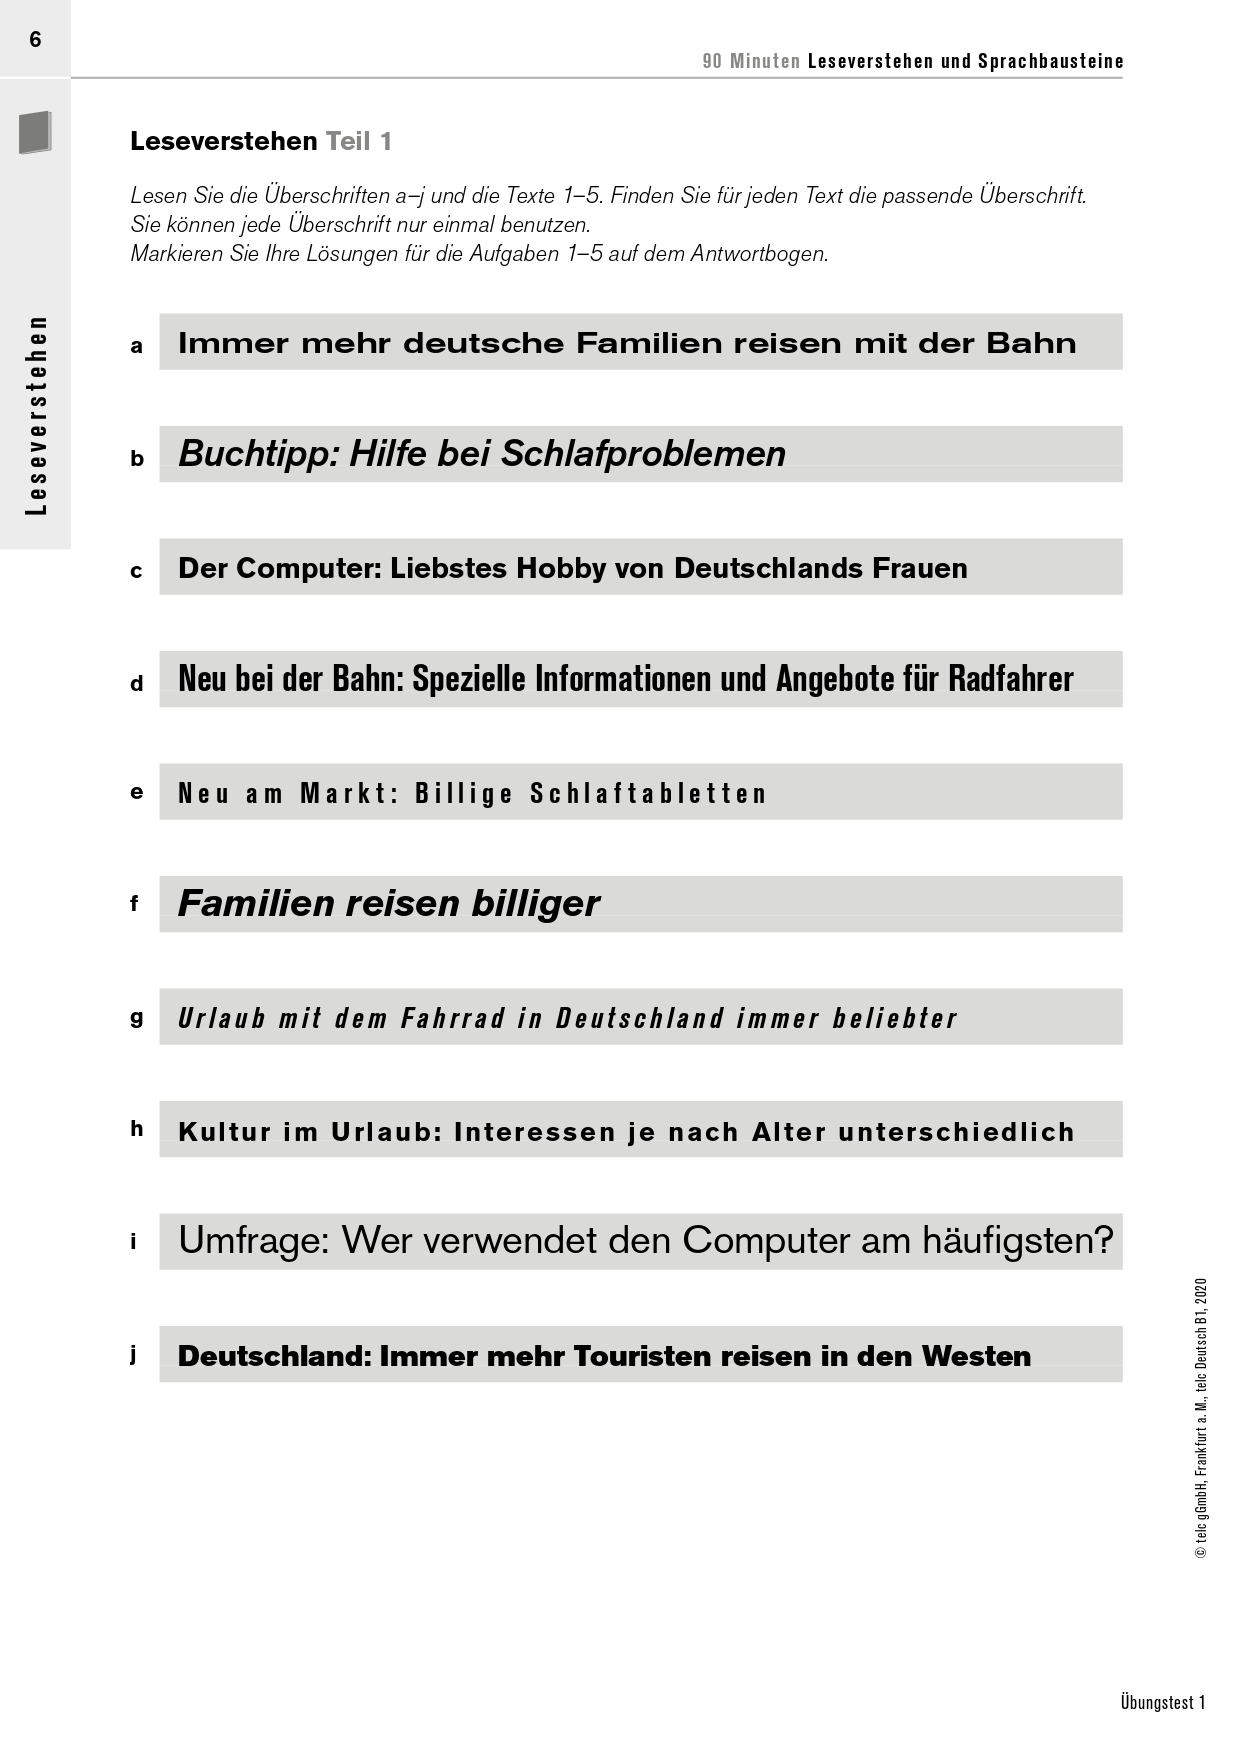 6
90 Minuten Leseverstehen und Sprachbausteine
Leseverstehen
Leseverstehen Teil 1
Lesen Sie die Überschriften a–j und die Texte 1–5. Finden Sie für jeden Text die passende Überschrift.
Sie können jede Überschrift nur einmal benutzen.
Markieren Sie Ihre Lösungen für die Aufgaben 1–5 auf dem Antwortbogen.
a Immer mehr deutsche Familien reisen mit der Bahn
b Buchtipp: Hilfe bei Schlafproblemen
c Der Computer: Liebstes Hobby von Deutschlands Frauen
d Neu bei der Bahn: Spezielle Informationen und Angebote für Radfahrer
e Neu am Markt: Billige Schlaftabletten
f Familien reisen billiger
g Urlaub mit dem Fahrrad in Deutschland immer beliebter
h Kultur im Urlaub: Interessen je nach Alter unterschiedlich
i Umfrage: Wer verwendet den Computer am häufigsten?
j Deutschland: Immer mehr Touristen reisen in den Westen
© telc gGmbH, Frankfurt a. M., telc Deutsch B1, 2020
Übungstest 1